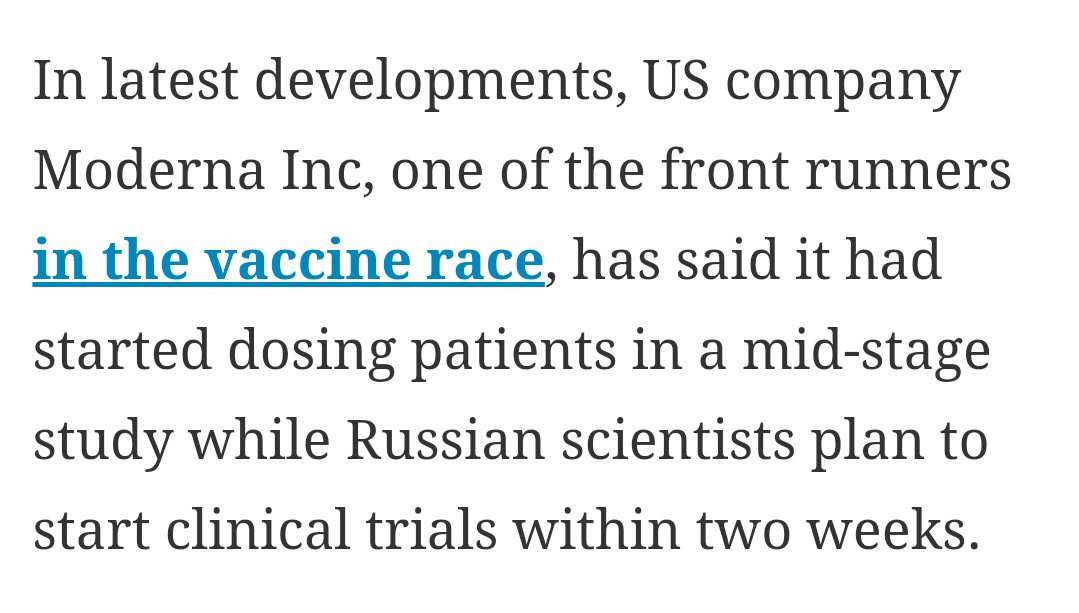 In latest developments, US company
Moderna Inc, one of the front runners
in the vaccine race, has said it had
started dosing patients in a mid-stage
study while Russian scientists plan to
start clinical trials within two weeks.